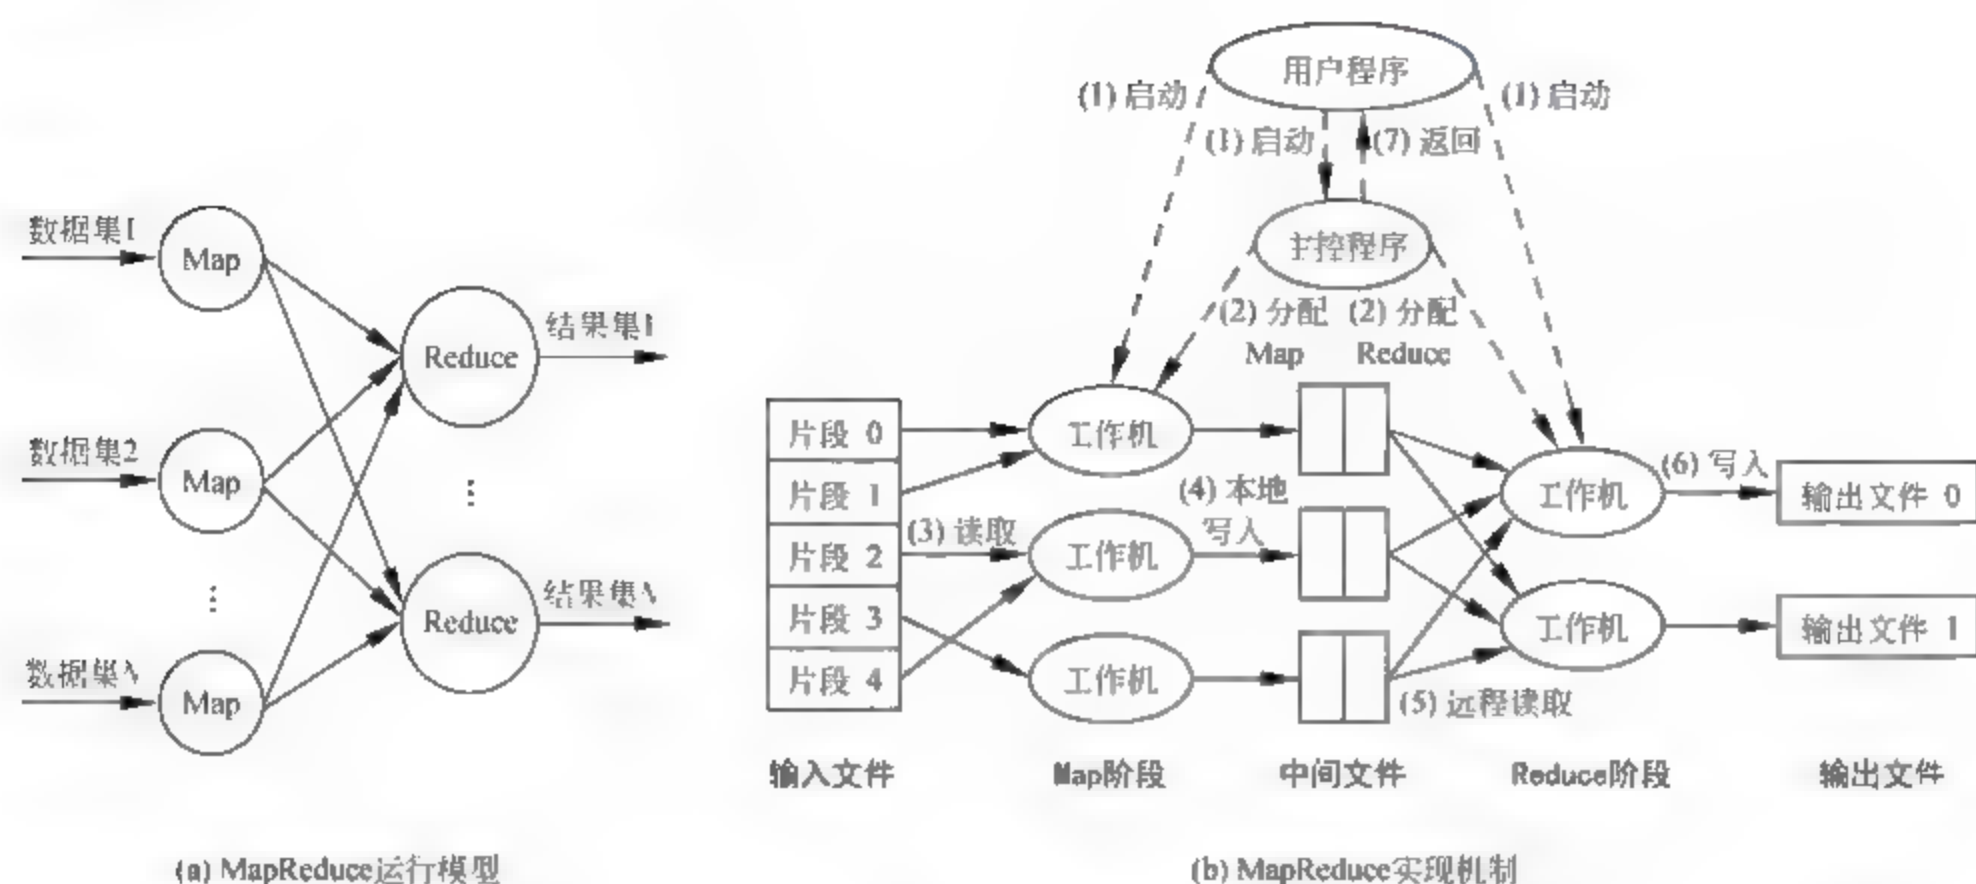 数据集1
Map
数据集2
Map
数据集N
Map
Reduce
结果集1
Reduce
结果集N
⋮
⋮
(a) MapReduce运行模型
用户程序
(1) 启动
(1) 启动
(1) 启动
(7) 返回
主控程序
(2) 分配
Map
(2) 分配
Reduce
片段 0
片段 1
片段 2
片段 3
片段 4
(3) 读取
工作机
工作机
工作机
(4) 本地
写入
(5) 远程读取
工作机
工作机
(6) 写入
输出文件 0
输出文件 1
输入文件
Map阶段
中间文件
Reduce阶段
输出文件
(b) MapReduce实现机制